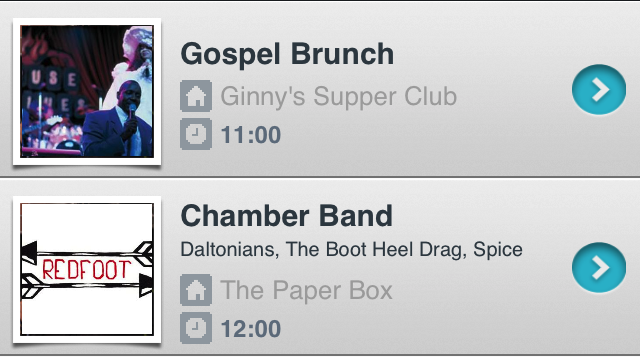 Gospel Brunch
Ginny's Supper Club
11:00
Chamber Band
Daltonians, The Boot Heel Drag, Spice
REDFOOT
The Paper Box
12:00